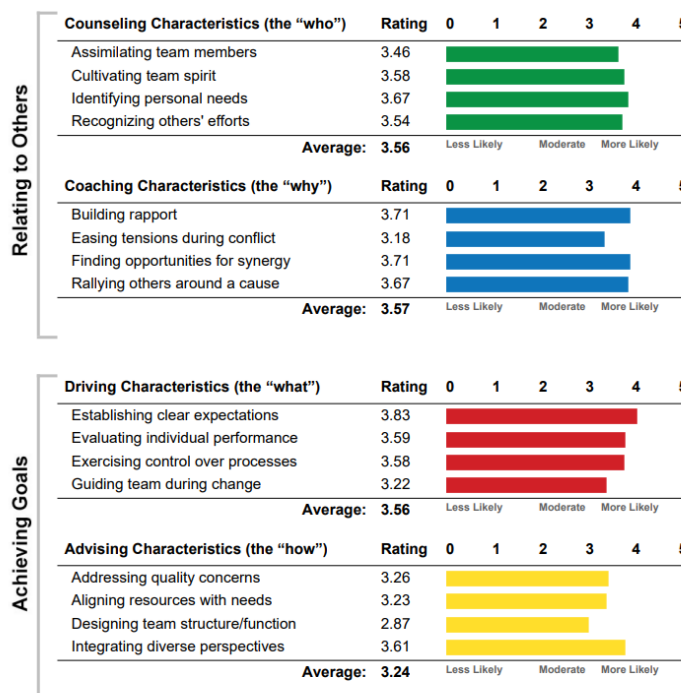 Relating to Others
Counseling Characteristics (the “who”) Rating 0 1 2 3 4 5
Assimilating team members 3.46
Cultivating team spirit 3.58
Identifying personal needs 3.67
Recognizing others' efforts 3.54
Average: 3.56 Less Likely Moderate More Likely
Coaching Characteristics (the “why”) Rating 0 1 2 3 4 5
Building rapport 3.71
Easing tensions during conflict 3.18
Finding opportunities for synergy 3.71
Rallying others around a cause 3.67
Average: 3.57 Less Likely Moderate More Likely
Achieving Goals
Driving Characteristics (the “what”) Rating 0 1 2 3 4 5
Establishing clear expectations 3.83
Evaluating individual performance 3.59
Exercising control over processes 3.58
Guiding team during change 3.22
Average: 3.56 Less Likely Moderate More Likely
Advising Characteristics (the “how”) Rating 0 1 2 3 4 5
Addressing quality concerns 3.26
Aligning resources with needs 3.23
Designing team structure/function 2.87
Integrating diverse perspectives 3.61
Average: 3.24 Less Likely Moderate More Likely